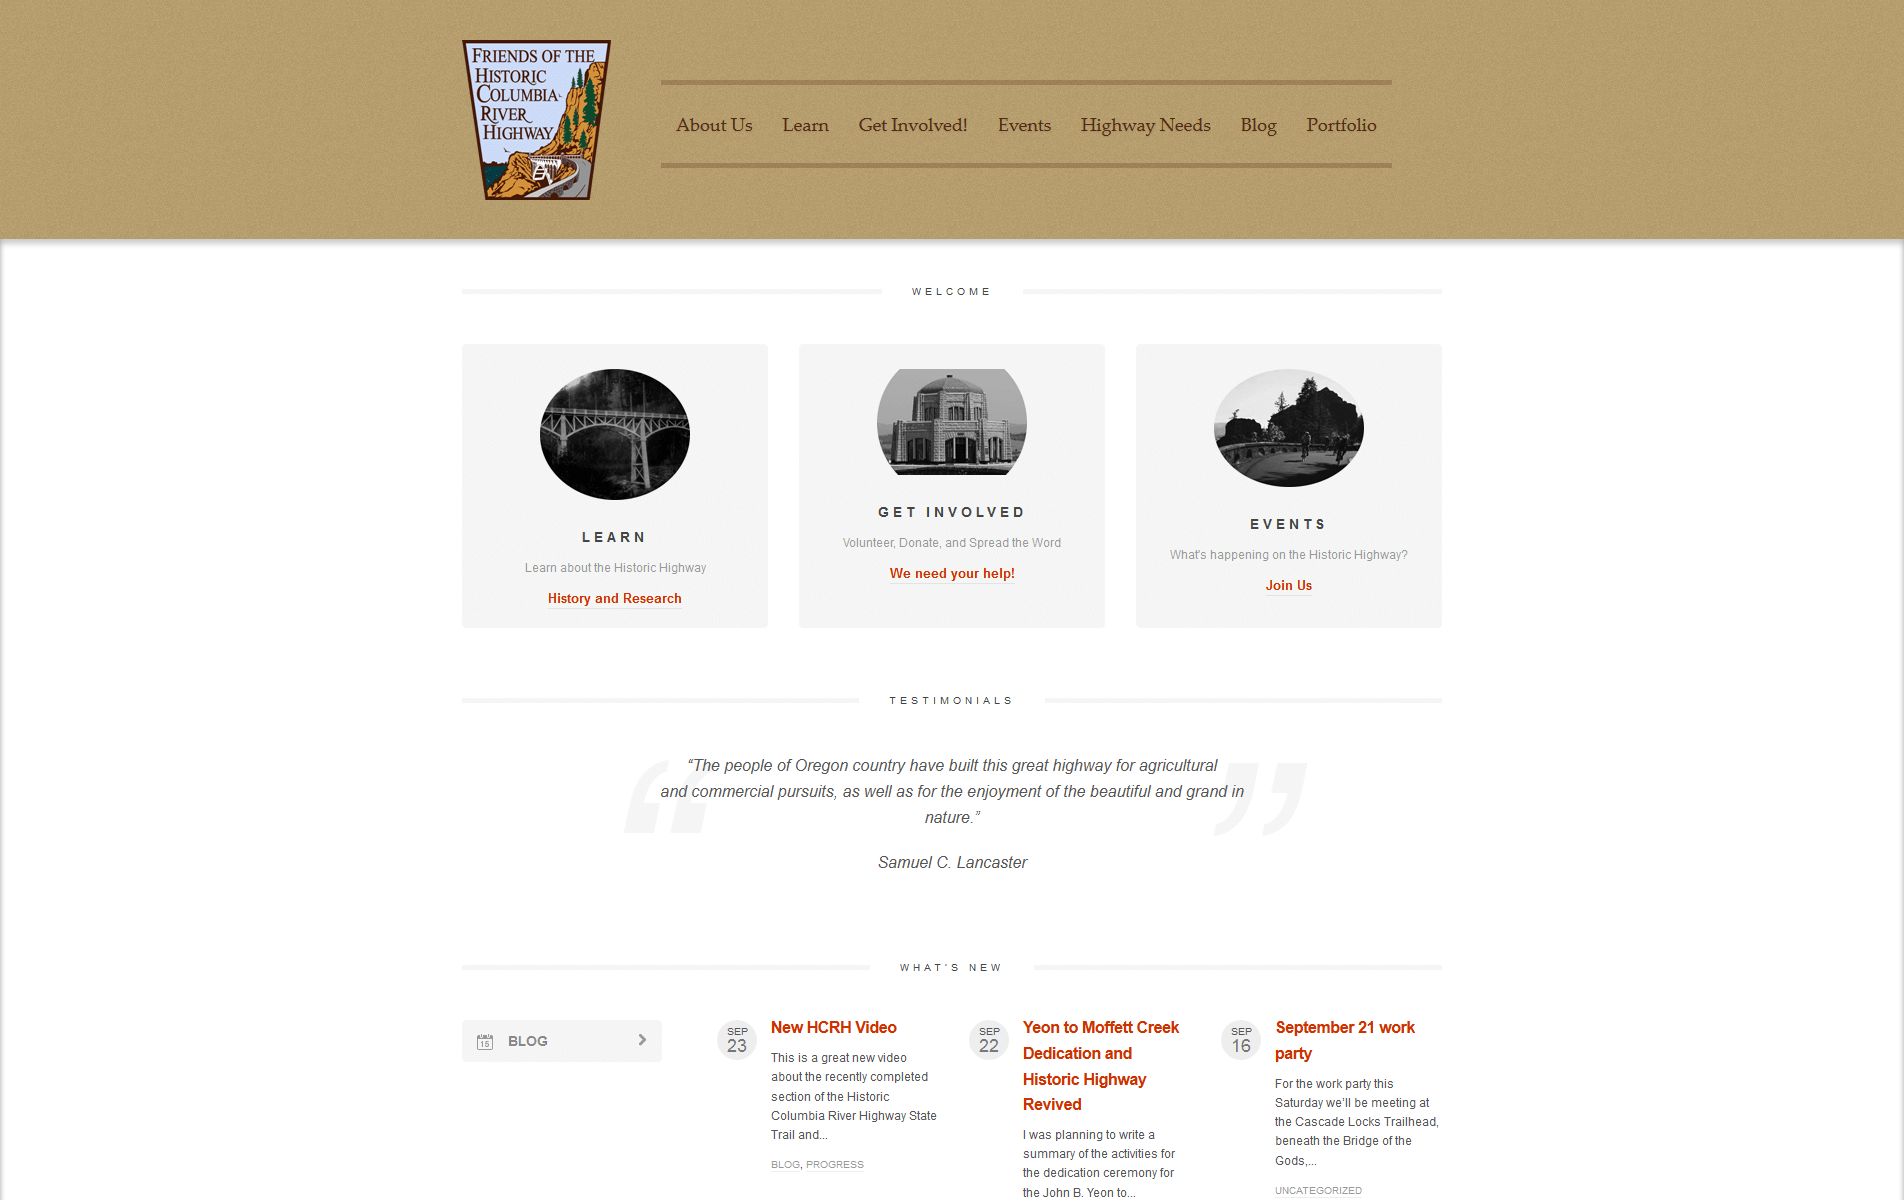 FRIENDS OF THE
HISTORIC
COLUMBIA
RIVER
HIGHWAY
About Us Learn Get Involved! Events Highway Needs Blog Portfolio
WELCOME
LEARN
Learn about the Historic Highway
History and Research
GET INVOLVED
Volunteer, Donate, and Spread the Word
We need your help!
EVENTS
What's happening on the Historic Highway?
Join Us
TESTIMONIALS
“The people of Oregon country have built this great highway for agricultural
and commercial pursuits, as well as for the enjoyment of the beautiful and grand in
nature.”
Samuel C. Lancaster
WHAT'S NEW
15 BLOG
SEP
23
New HCRH Video
This is a great new video
about the recently completed
section of the Historic
Columbia River Highway State
Trail and...
BLOG, PROGRESS
SEP
22
Yeon to Moffett Creek
Dedication and
Historic Highway
Revived
I was planning to write a
summary of the activities for
the dedication ceremony for
the John B. Yeon to...
SEP
16
September 21 work
party
For the work party this
Saturday we'll be meeting at
the Cascade Locks Trailhead,
beneath the Bridge of the
Gods,...
UNCATEGORIZED